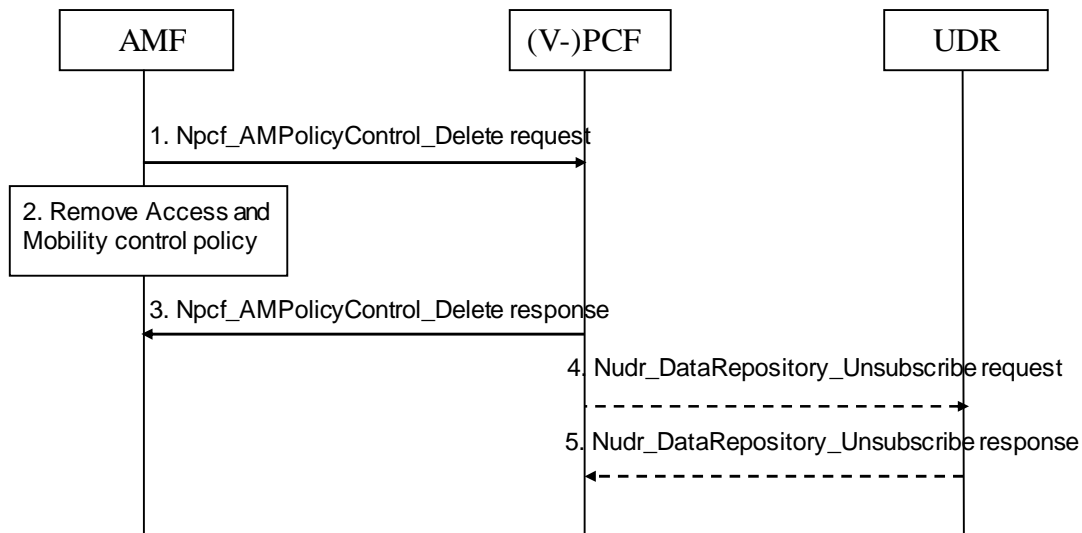 AMF
(V-)PCF
UDR
1. Npcf_AMPolicyControl_Delete request
2. Remove Access and
Mobility control policy
3. Npcf_AMPolicyControl_Delete response
4. Nudr_DataRepository_Unsubscribe request
5. Nudr_DataRepository_Unsubscribe response